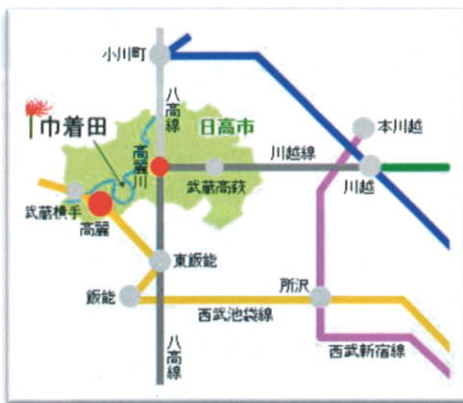 小川町
八高線
巾着田
日高市
本川越
高麗川
川越線
武蔵高萩
川越
武蔵横手
高麗
東飯能
飯能
所沢
西武池袋線
八高線
西武新宿線